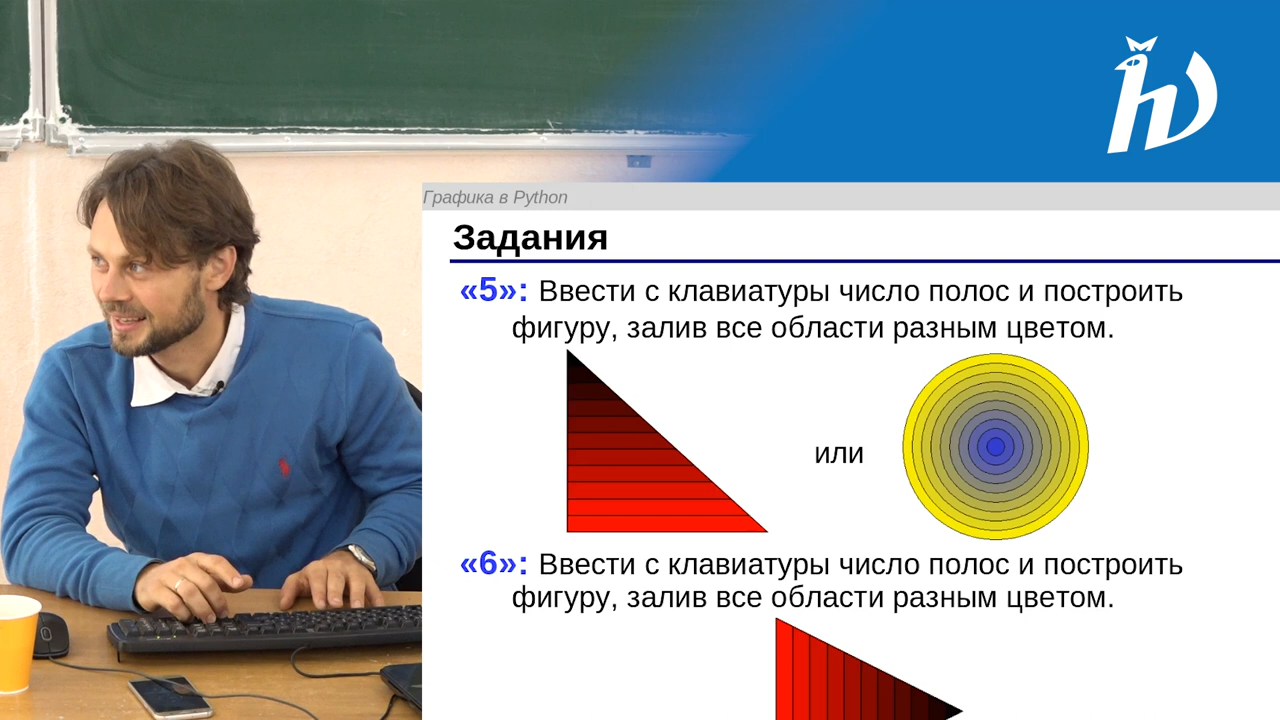 Графика в Python
Задания
«5»: Ввести с клавиатуры число полос и построить
фигуру, залив все области разным цветом.
или
«6»: Ввести с клавиатуры число полос и построить
фигуру, залив все области разным цветом.